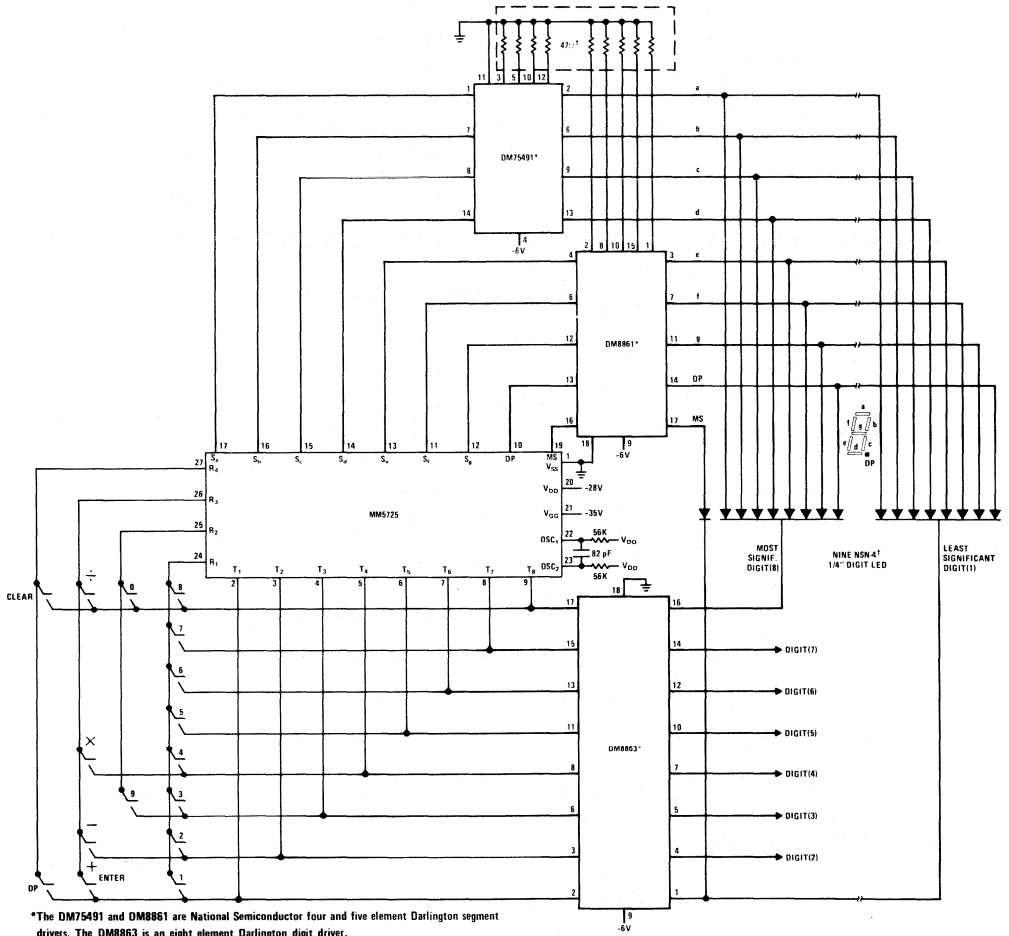 47Ω†
11 3 5 10 12
1 2 a
7 6 b
DM75491*
8 9 c
14 13 d
4
-6V
2 8 10 15 1
4 3 e
6 7 f
12 DM8861* 11 g
13 14 DP
16 17 MS
18 9
-6V
a
f g b
e d c
DP
17 16 15 14 13 11 12 10 19
Sa Sb Sc Sd Se Sf Sg DP MS
27 R4
VSS 1
26 R3
VDD 20 -28V
MM5725
VGG 21 -35V
25 R2
OSC1 22 56K VDD
82 pF
24 R1
OSC2 23 56K VDD
T1 T2 T3 T4 T5 T6 T7 T8
2 3 4 5 6 7 8 9
MOST
SIGNIF.
DIGIT(8)
NINE NSN-4†
1/4" DIGIT LED
LEAST
SIGNIFICANT
DIGIT(1)
CLEAR ÷ 0 8
18
17 16
7 15 14 DIGIT(7)
6 13 12 DIGIT(6)
5 11 10 DIGIT(5)
DM8863*
× 4 8 7 DIGIT(4)
9 3 6 5 DIGIT(3)
− 2 3 4 DIGIT(2)
DP + ENTER 1 2 1
9
-6V
*The DM75491 and DM8861 are National Semiconductor four and five element Darlington segment
drivers. The DM8863 is an eight element Darlington digit driver.